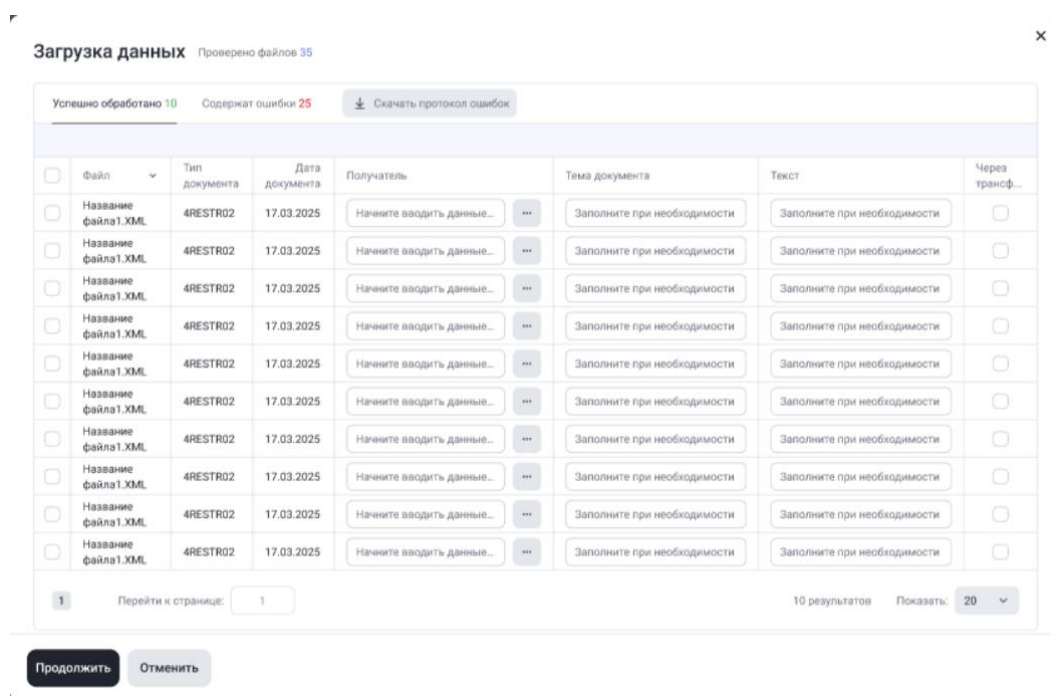 Загрузка данных Проверено файлов 35
Успешно обработано 10 Содержат ошибки 25 Скачать протокол ошибок
Файл Тип документа Дата документа Получатель Тема документа Текст Через трансф...
Название файла1.XML 4RESTR02 17.03.2025 Начните вводить данные... ... Заполните при необходимости Заполните при необходимости
Название файла1.XML 4RESTR02 17.03.2025 Начните вводить данные... ... Заполните при необходимости Заполните при необходимости
Название файла1.XML 4RESTR02 17.03.2025 Начните вводить данные... ... Заполните при необходимости Заполните при необходимости
Название файла1.XML 4RESTR02 17.03.2025 Начните вводить данные... ... Заполните при необходимости Заполните при необходимости
Название файла1.XML 4RESTR02 17.03.2025 Начните вводить данные... ... Заполните при необходимости Заполните при необходимости
Название файла1.XML 4RESTR02 17.03.2025 Начните вводить данные... ... Заполните при необходимости Заполните при необходимости
Название файла1.XML 4RESTR02 17.03.2025 Начните вводить данные... ... Заполните при необходимости Заполните при необходимости
Название файла1.XML 4RESTR02 17.03.2025 Начните вводить данные... ... Заполните при необходимости Заполните при необходимости
Название файла1.XML 4RESTR02 17.03.2025 Начните вводить данные... ... Заполните при необходимости Заполните при необходимости
Название файла1.XML 4RESTR02 17.03.2025 Начните вводить данные... ... Заполните при необходимости Заполните при необходимости
1 Перейти к странице: 1 10 результатов Показать: 20
Продолжить Отменить